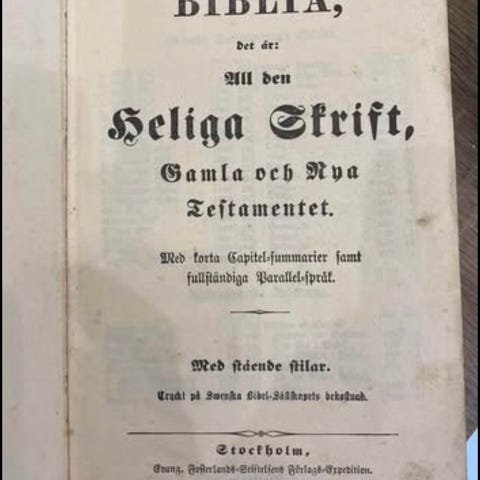 BIBLIA,
det är:
All den
Heliga Skrift,
Gamla och Nya
Testamentet.
Med korta Capitel-summarier samt
fullständiga Parallel-språk.
Med stående stilar.
Tryckt på Swenska Bibel-Sällskapets bekostnad.
Stockholm,
Evang. Fosterlands-Stiftelsens Förlags-Expedition.